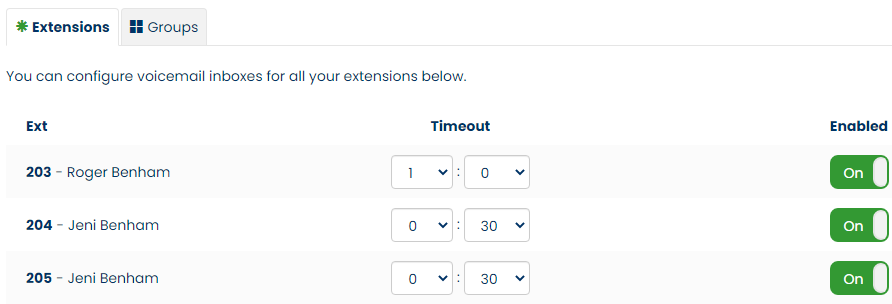 Extensions Groups
You can configure voicemail inboxes for all your extensions below.
Ext Timeout Enabled
203 - Roger Benham 1 : 0 On
204 - Jeni Benham 0 : 30 On
205 - Jeni Benham 0 : 30 On